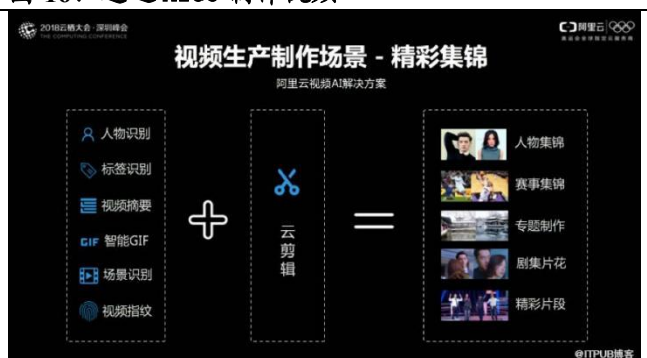 2018云栖大会·深圳峰会
THE COMPUTING CONFERENCE
阿里云
视频生产制作场景 - 精彩集锦
阿里云视频AI解决方案
人物识别
标签识别
视频摘要
GIF 智能GIF
场景识别
视频指纹
云剪辑
人物集锦
赛事集锦
专题制作
剧集片花
精彩片段
@ITPUB博客